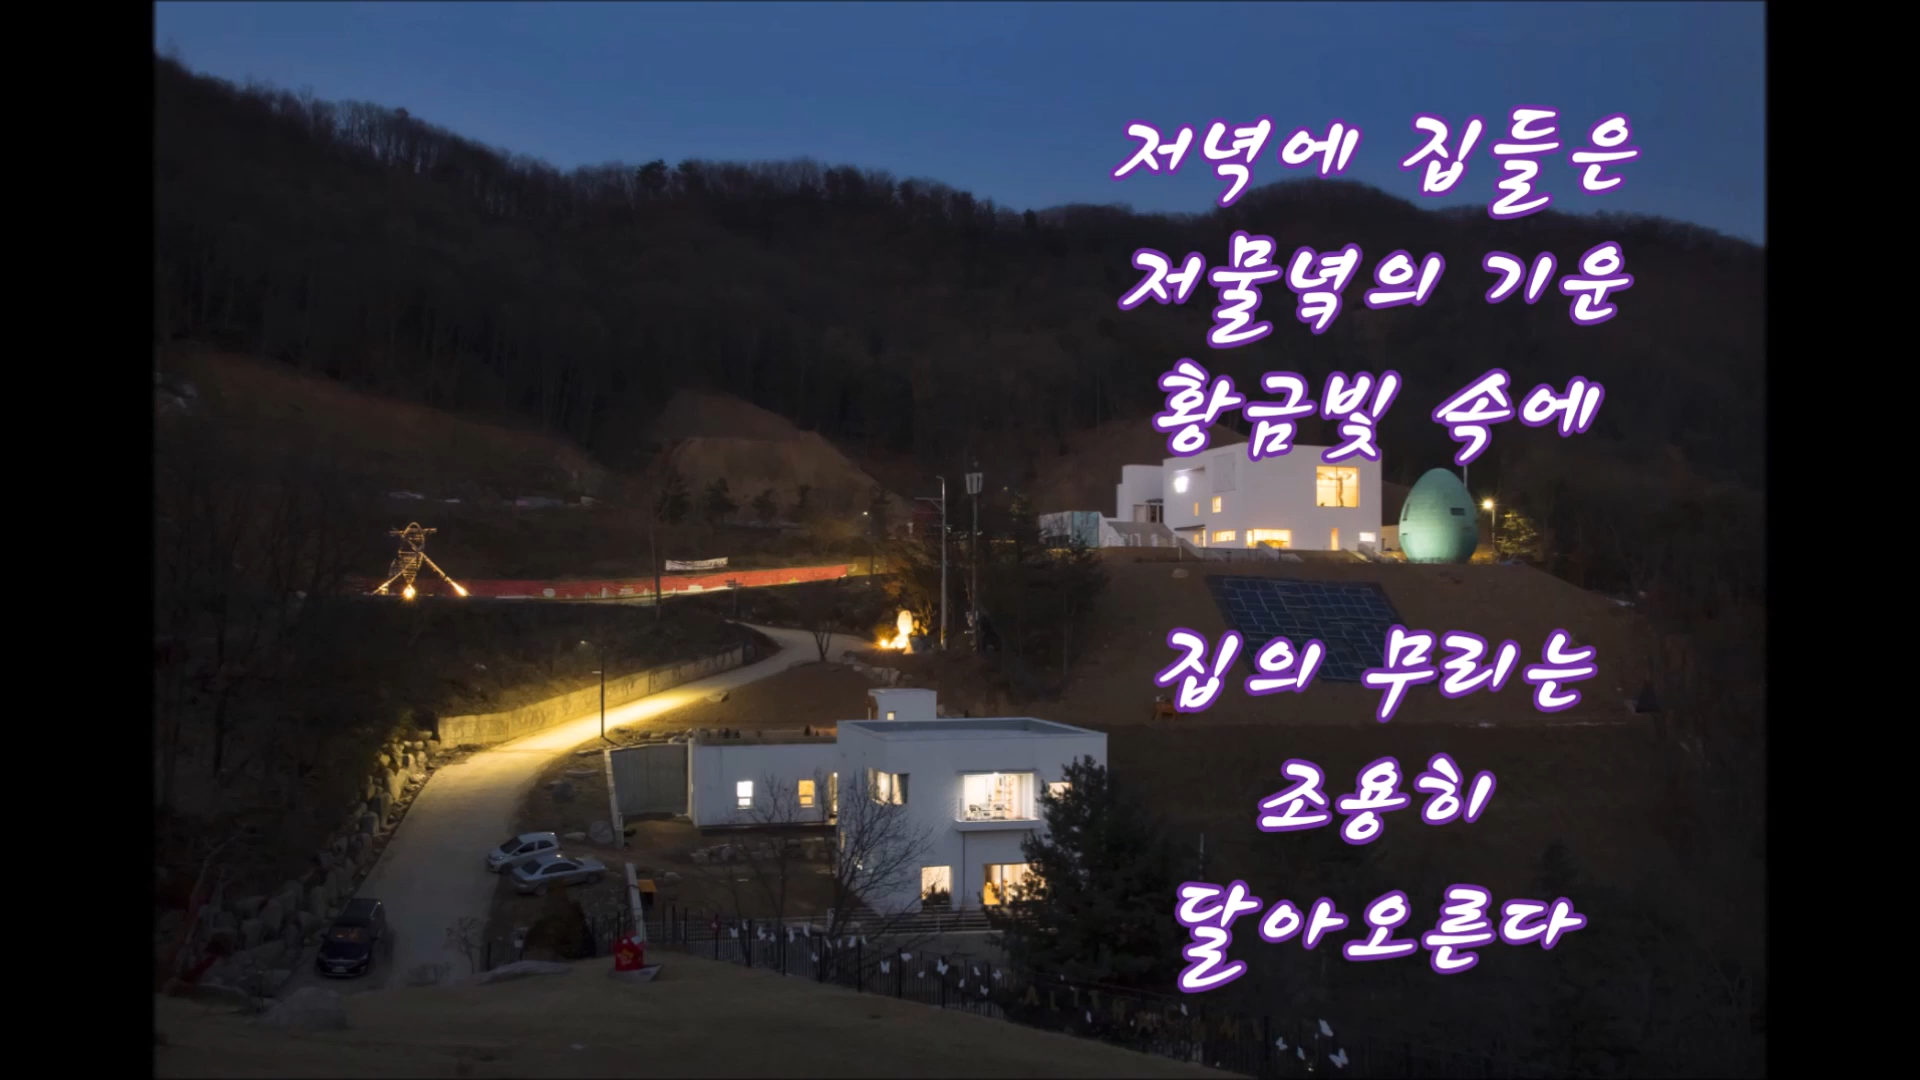 저녁에 집들은
저물녘의 기운
황금빛 속에
집의 무리는
조용히
달아오른다